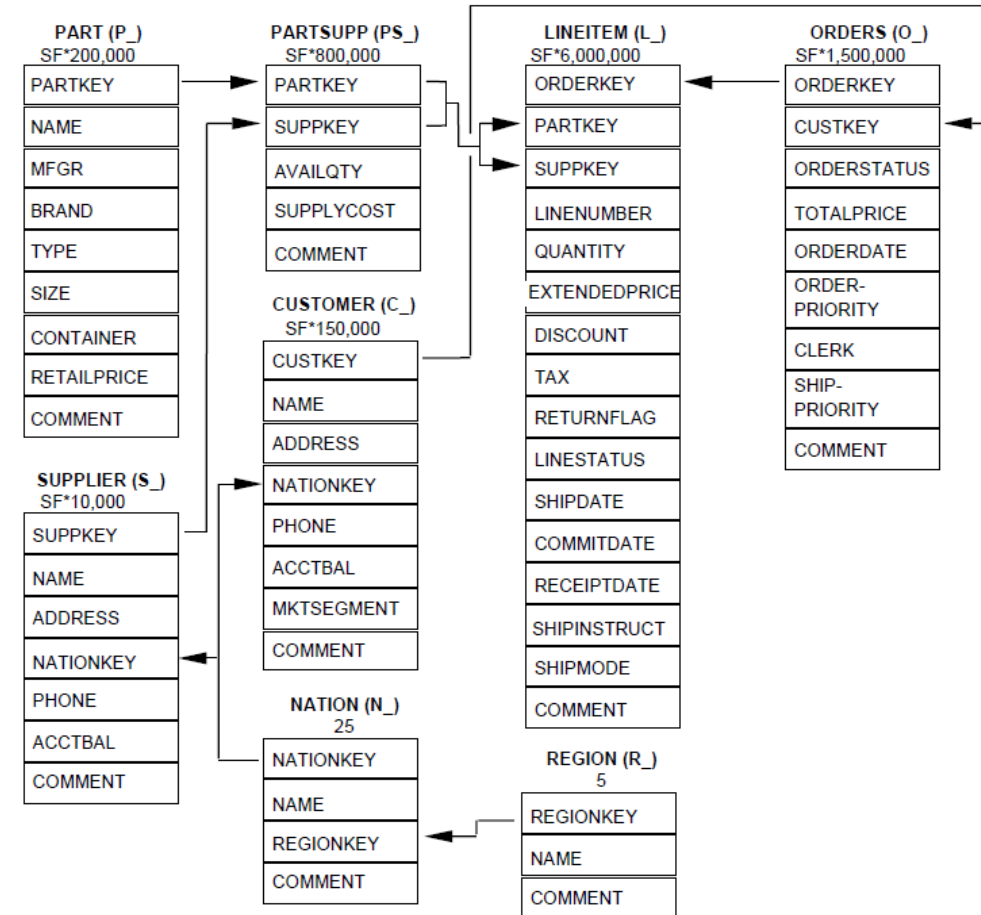 PART (P_)
SF*200,000
PARTKEY
NAME
MFGR
BRAND
TYPE
SIZE
CONTAINER
RETAILPRICE
COMMENT
SUPPLIER (S_)
SF*10,000
SUPPKEY
NAME
ADDRESS
NATIONKEY
PHONE
ACCTBAL
COMMENT
PARTSUPP (PS_)
SF*800,000
PARTKEY
SUPPKEY
AVAILQTY
SUPPLYCOST
COMMENT
CUSTOMER (C_)
SF*150,000
CUSTKEY
NAME
ADDRESS
NATIONKEY
PHONE
ACCTBAL
MKTSEGMENT
COMMENT
NATION (N_)
25
NATIONKEY
NAME
REGIONKEY
COMMENT
LINEITEM (L_)
SF*6,000,000
ORDERKEY
PARTKEY
SUPPKEY
LINENUMBER
QUANTITY
EXTENDEDPRICE
DISCOUNT
TAX
RETURNFLAG
LINESTATUS
SHIPDATE
COMMITDATE
RECEIPTDATE
SHIPINSTRUCT
SHIPMODE
COMMENT
REGION (R_)
5
REGIONKEY
NAME
COMMENT
ORDERS (O_)
SF*1,500,000
ORDERKEY
CUSTKEY
ORDERSTATUS
TOTALPRICE
ORDERDATE
ORDER-
PRIORITY
CLERK
SHIP-
PRIORITY
COMMENT